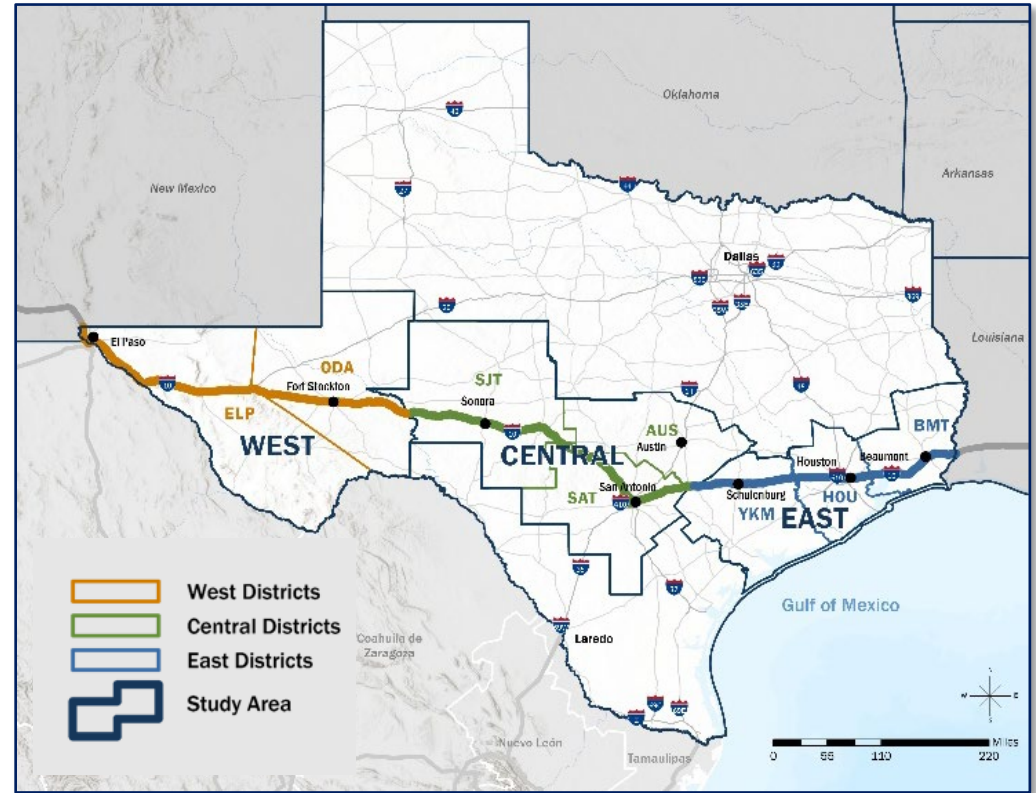 Oklahoma
New Mexico
Arkansas
Dallas
Louisiana
El Paso
10
ODA
Fort Stockton
ELP
WEST
SJT
Sonora
CENTRAL
AUS
Austin
San Antonio
SAT
410
BMT
Beaumont
Houston
HOU
Schulenburg
YKM
EAST
Laredo
Gulf of Mexico
Coahuila de
Zaragoza
Nuevo León
Tamaulipas
West Districts
Central Districts
East Districts
Study Area
N
W
E
S
Miles
0
55
110
220